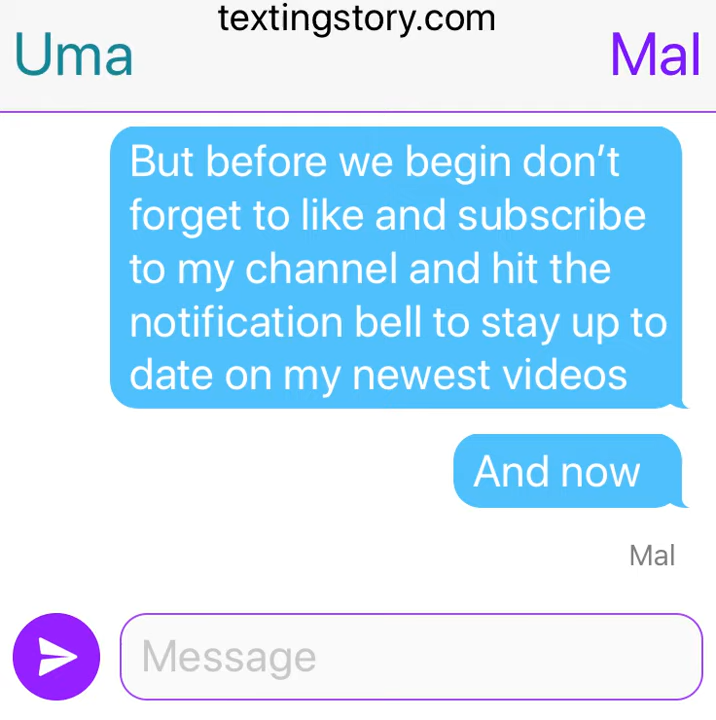 textingstory.com
Uma
Mal
But before we begin don’t
forget to like and subscribe
to my channel and hit the
notification bell to stay up to
date on my newest videos
And now
Mal
Message